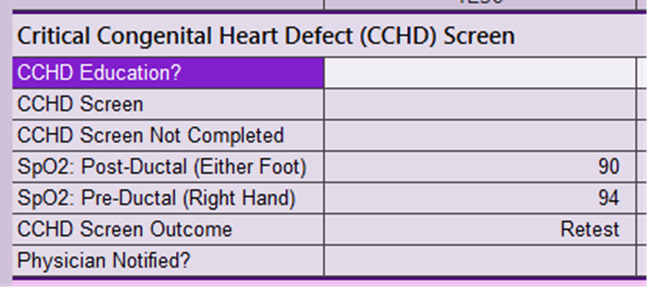 Critical Congenital Heart Defect (CCHD) Screen
CCHD Education?
CCHD Screen
CCHD Screen Not Completed
SpO2: Post-Ductal (Either Foot) 90
SpO2: Pre-Ductal (Right Hand) 94
CCHD Screen Outcome Retest
Physician Notified?